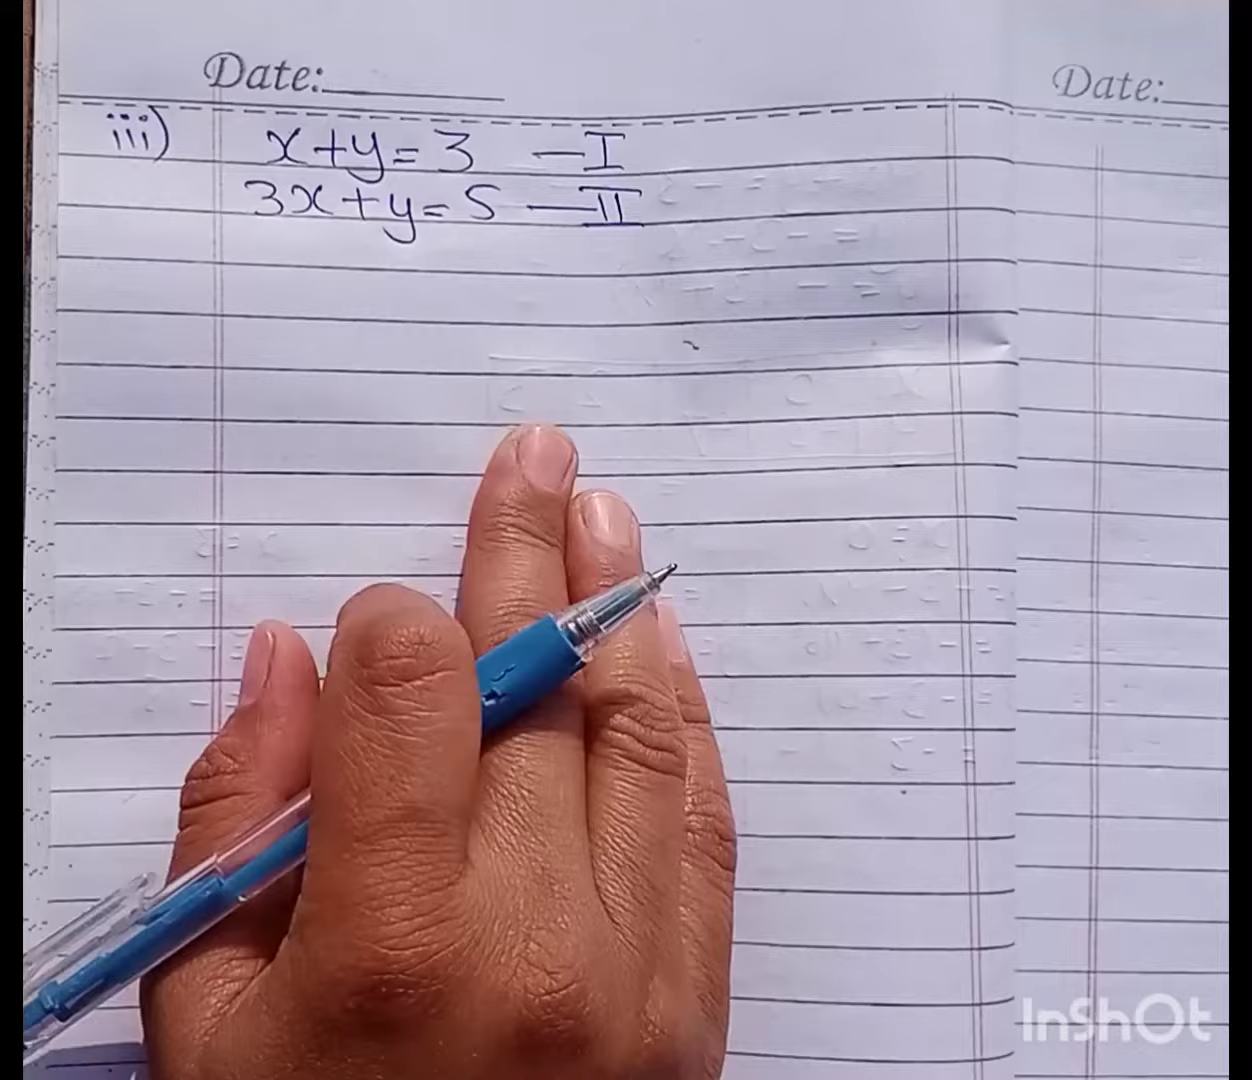 Date:
Date:
iii) x+y=3 —I
3x+y=5 —II
InShOt